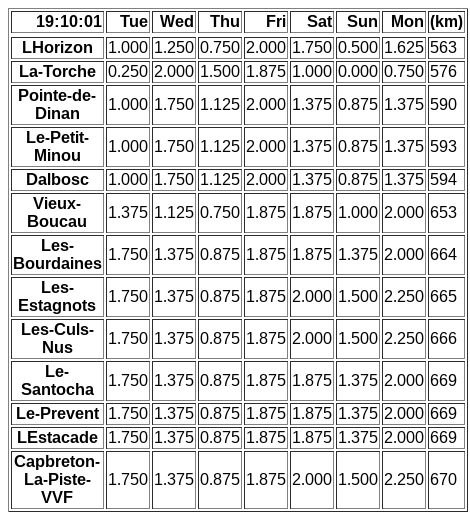 19:10:01 Tue Wed Thu Fri Sat Sun Mon (km)
LHorizon 1.000 1.250 0.750 2.000 1.750 0.500 1.625 563
La-Torche 0.250 2.000 1.500 1.875 1.000 0.000 0.750 576
Pointe-de-
Dinan 1.000 1.750 1.125 2.000 1.375 0.875 1.375 590
Le-Petit-
Minou 1.000 1.750 1.125 2.000 1.375 0.875 1.375 593
Dalbosc 1.000 1.750 1.125 2.000 1.375 0.875 1.375 594
Vieux-
Boucau 1.375 1.125 0.750 1.875 1.875 1.000 2.000 653
Les-
Bourdaines 1.750 1.375 0.875 1.875 1.875 1.375 2.000 664
Les-
Estagnots 1.750 1.375 0.875 1.875 2.000 1.500 2.250 665
Les-Culs-
Nus 1.750 1.375 0.875 1.875 2.000 1.500 2.250 666
Le-
Santocha 1.750 1.375 0.875 1.875 1.875 1.375 2.000 669
Le-Prevent 1.750 1.375 0.875 1.875 1.875 1.375 2.000 669
LEstacade 1.750 1.375 0.875 1.875 1.875 1.375 2.000 669
Capbreton-
La-Piste- 1.750 1.375 0.875 1.875 2.000 1.500 2.250 670
VVF